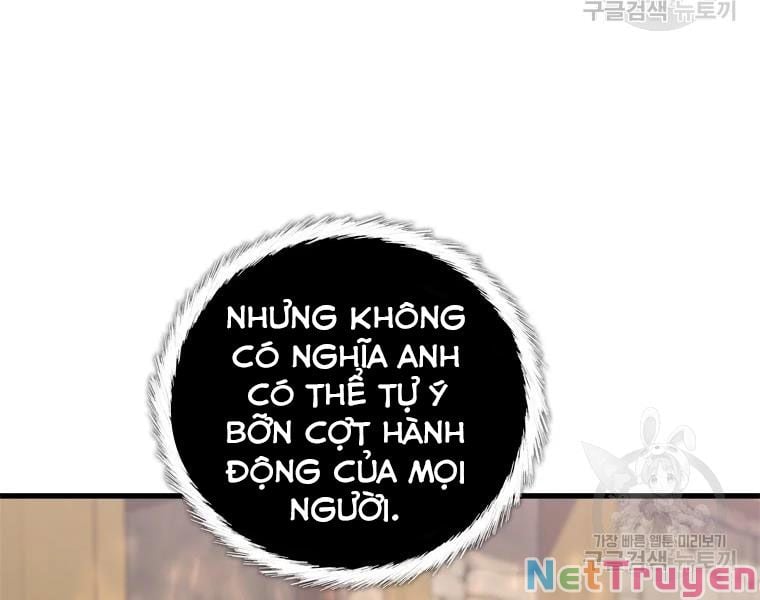 구글검색 뉴토끼
NHƯNG KHÔNG
CÓ NGHĨA ANH
CÓ THỂ TỰ Ý
BỠN CỢT HÀNH
ĐỘNG CỦA MỌI
NGƯỜI.
가장 빠른 웹툰 미리보기
구글검색 뉴토끼
NetTruyen